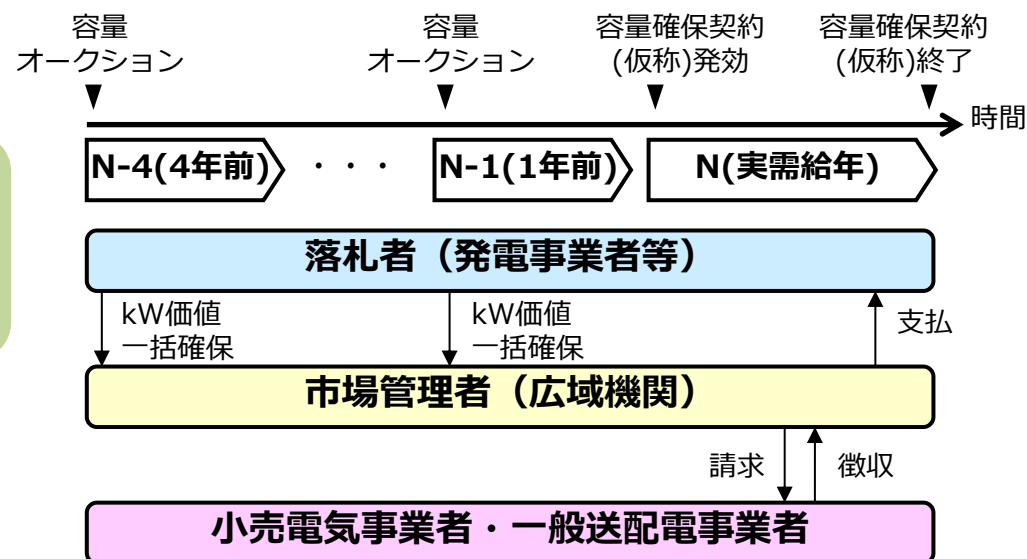 容量
オークション
容量
オークション
容量確保契約
(仮称)発効
容量確保契約
(仮称)終了
時間
N-4(4年前)
・・・
N-1(1年前)
N(実需給年)
落札者（発電事業者等）
kW価値
一括確保
kW価値
一括確保
支払
市場管理者（広域機関）
請求
徴収
小売電気事業者・一般送配電事業者